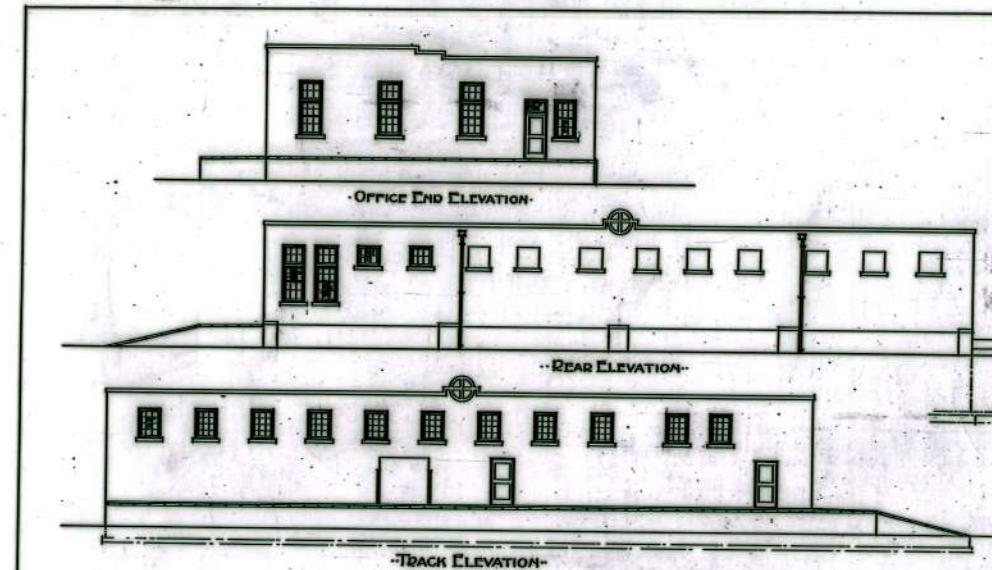 ·OFFICE END ELEVATION·
··REAR ELEVATION··
··TRACK ELEVATION··